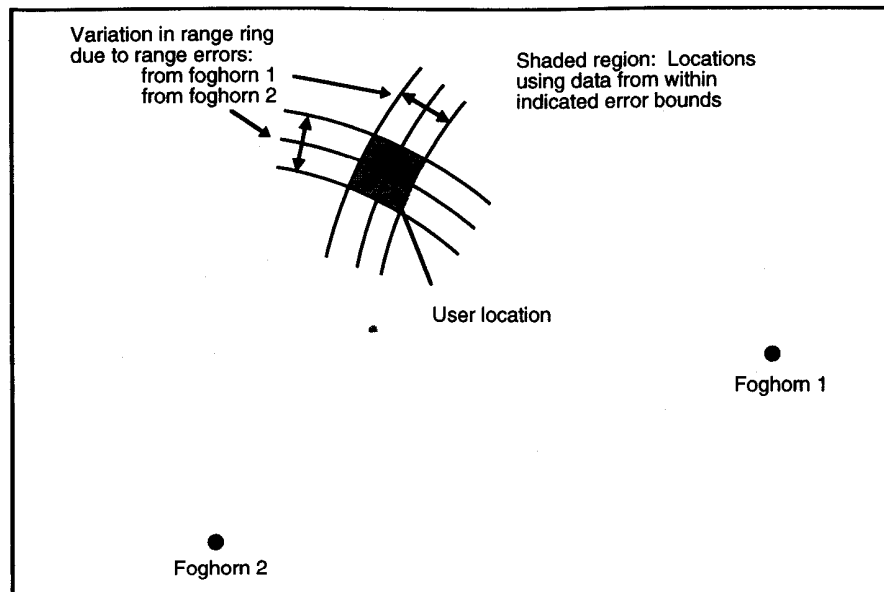 Variation in range ring
due to range errors:
from foghorn 1
from foghorn 2
Shaded region: Locations
using data from within
indicated error bounds
User location
Foghorn 1
Foghorn 2